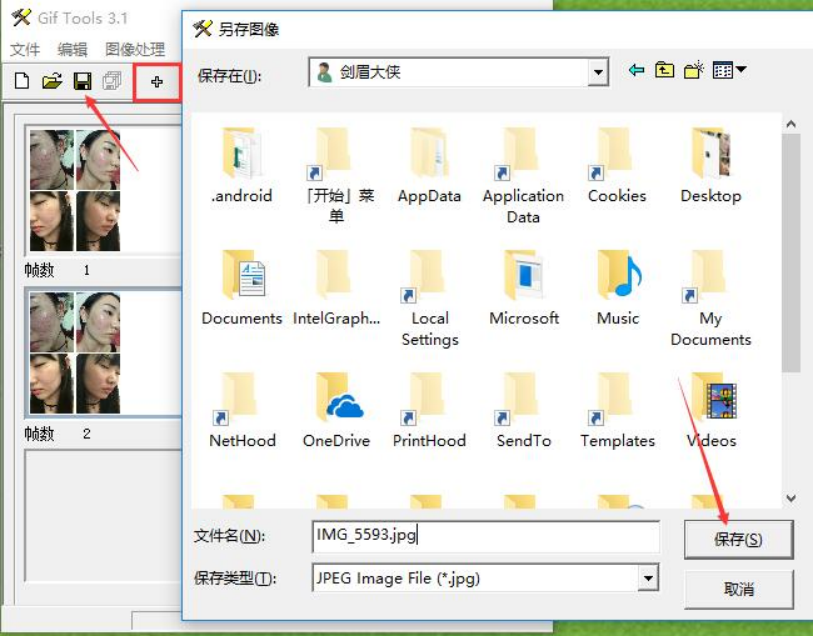 Gif Tools 3.1
文件 编辑 图像处理
帧数 1
帧数 2
另存图像
保存在(I):
剑眉大侠
.android
「开始」菜
单
AppData
Application
Data
Cookies
Desktop
Documents
IntelGraph...
Local
Settings
Microsoft
Music
My
Documents
NetHood
OneDrive
PrintHood
SendTo
Templates
Videos
文件名(N):
IMG_5593.jpg
保存(S)
保存类型(T):
JPEG Image File (*.jpg)
取消